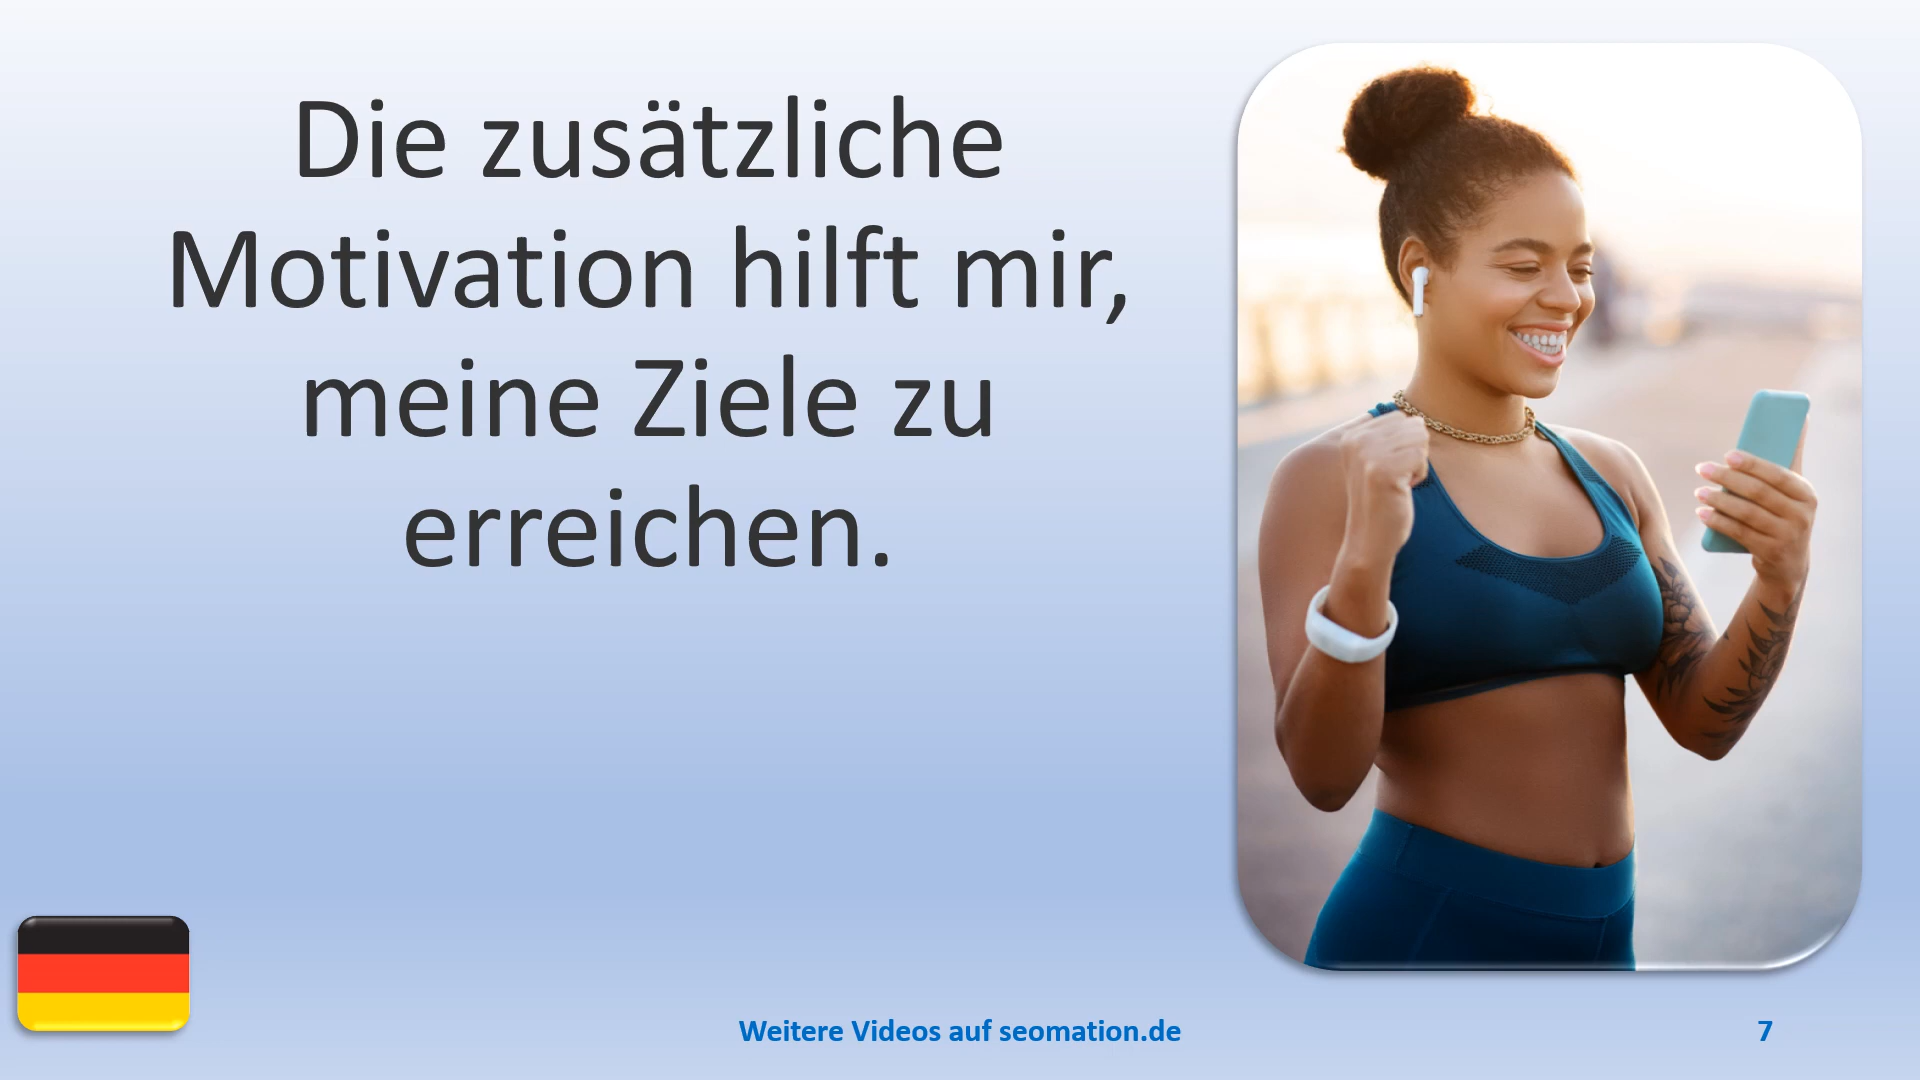 Die zusätzliche
Motivation hilft mir,
meine Ziele zu
erreichen.
Weitere Videos auf seomation.de
7